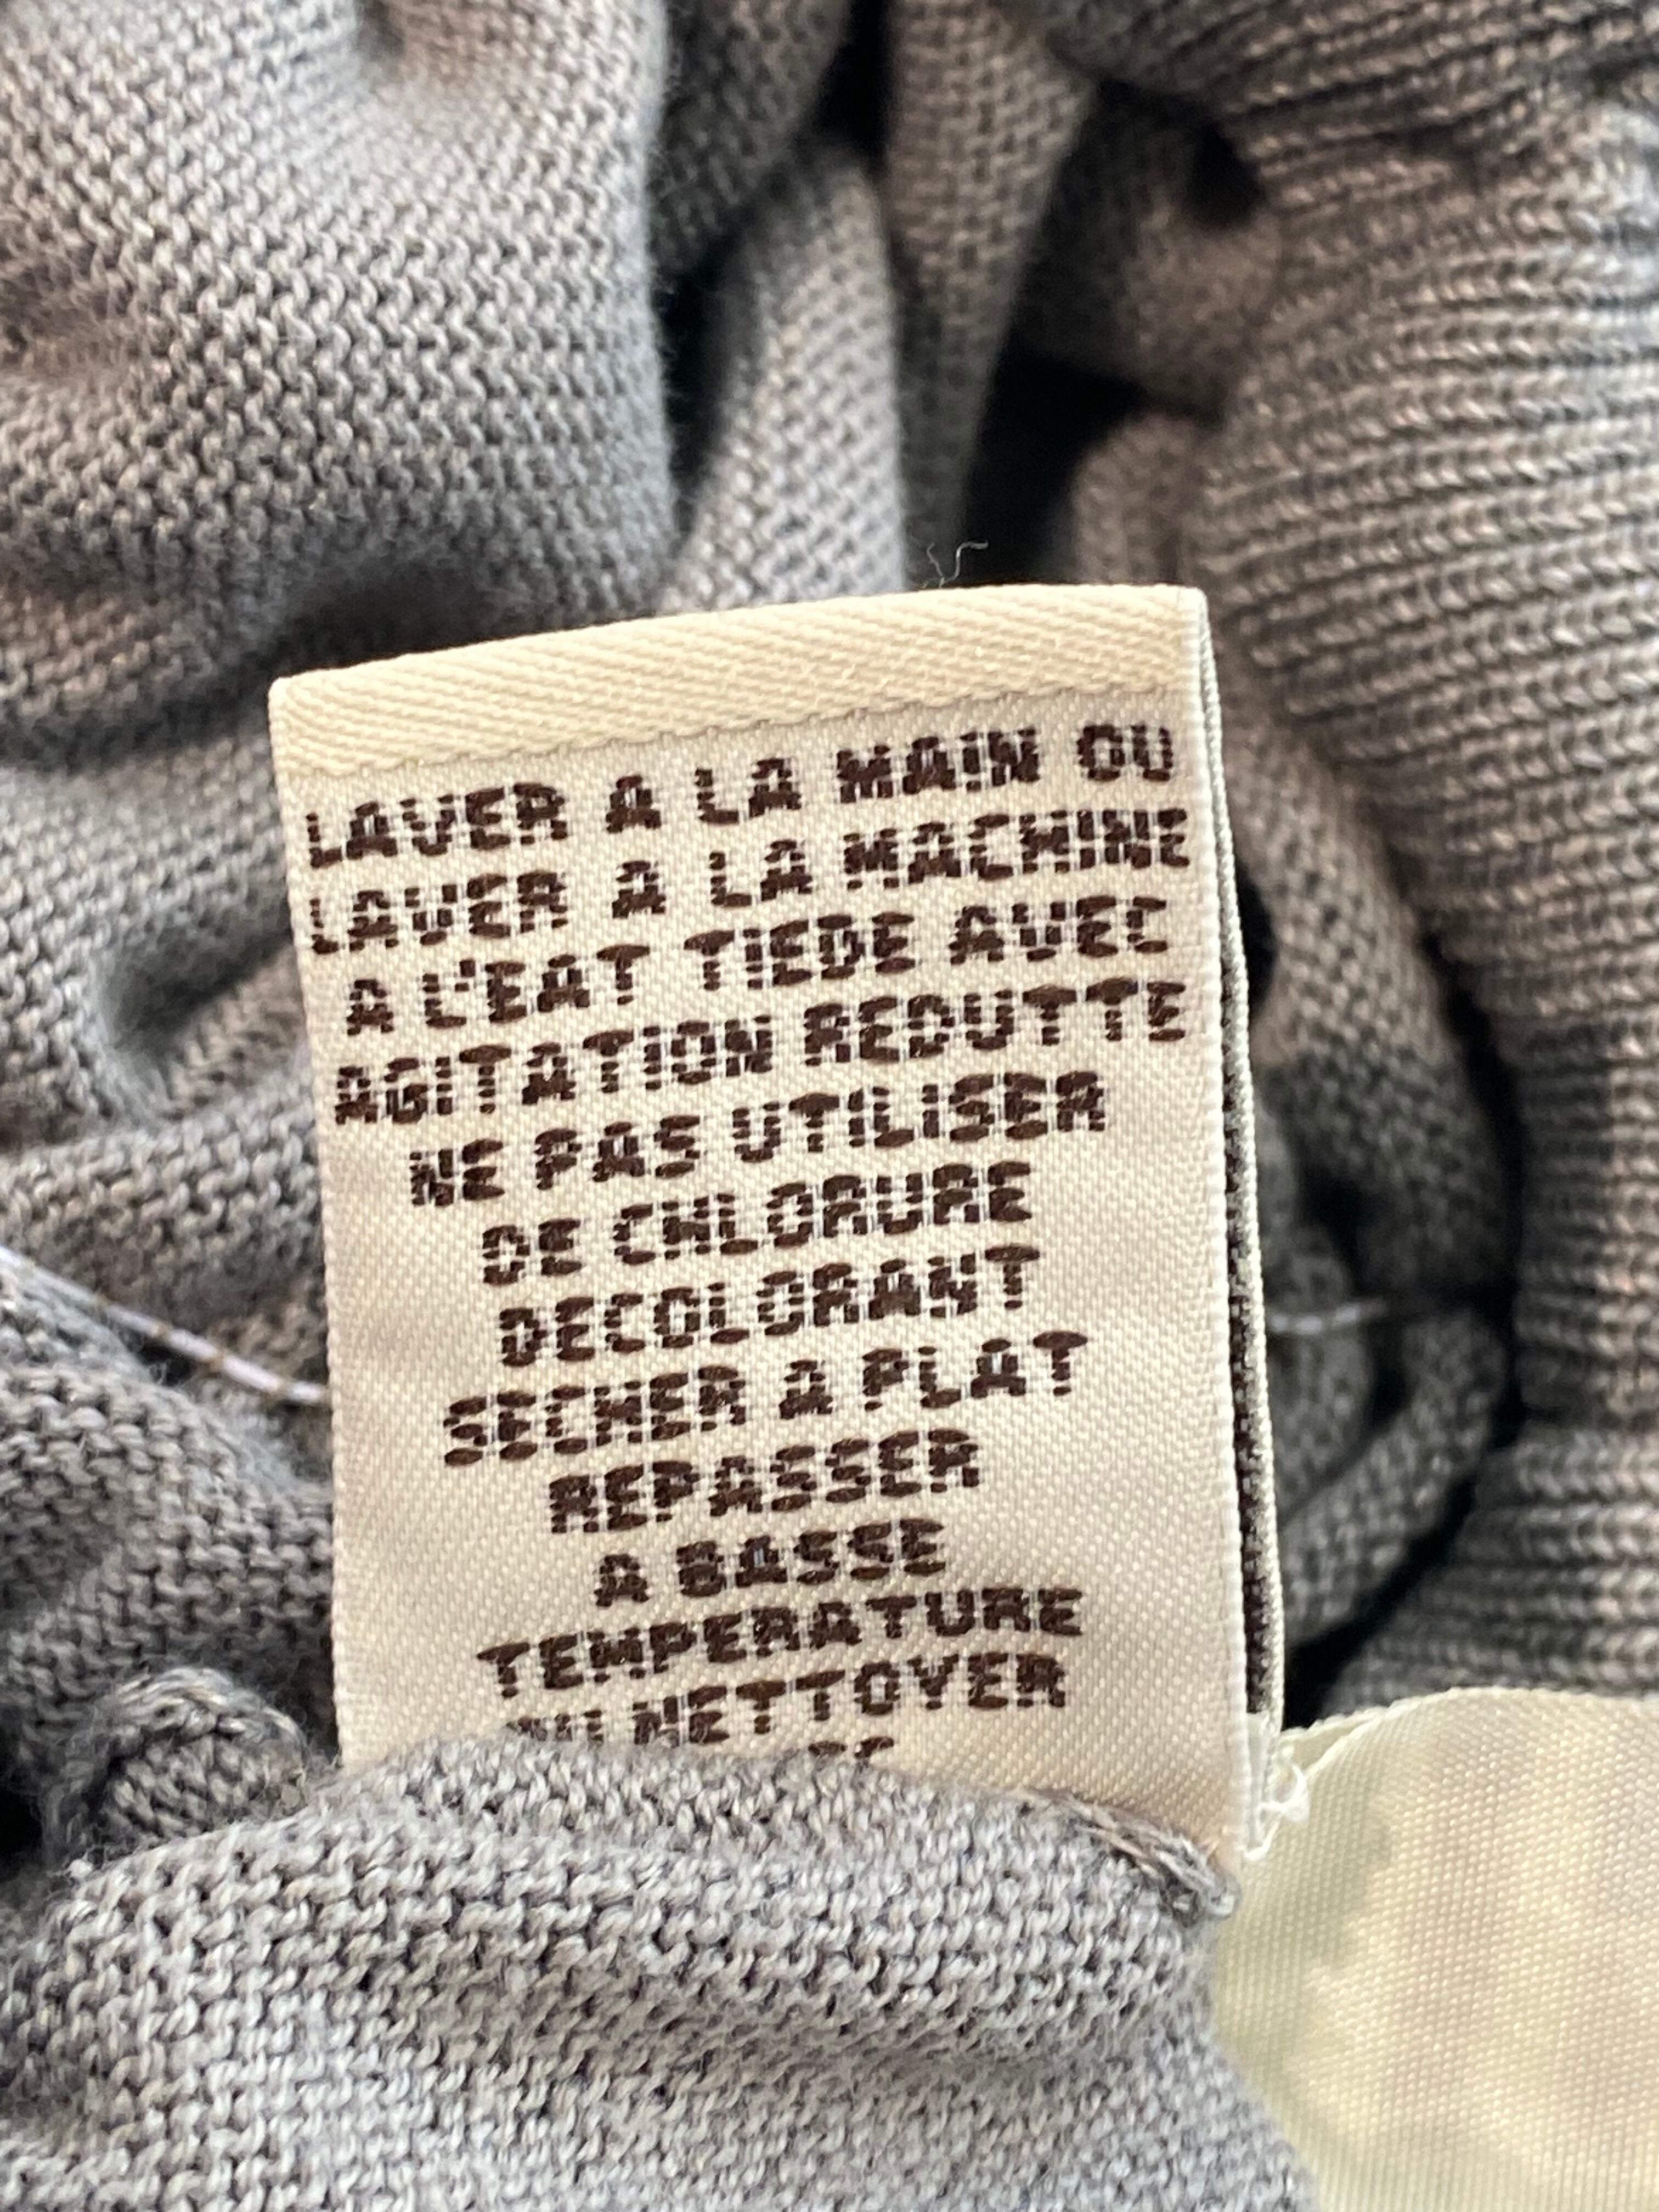 LAVER A LA MAIN OU
LAVER A LA MACHINE
A L'EAT TIEDE AVEC
AGITATION REDUTTE
NE PAS UTILISER
DE CHLORURE
DECOLORANT
SECHER A PLAT
REPASSER
A BASSE
TEMPERATURE
NETTOYER